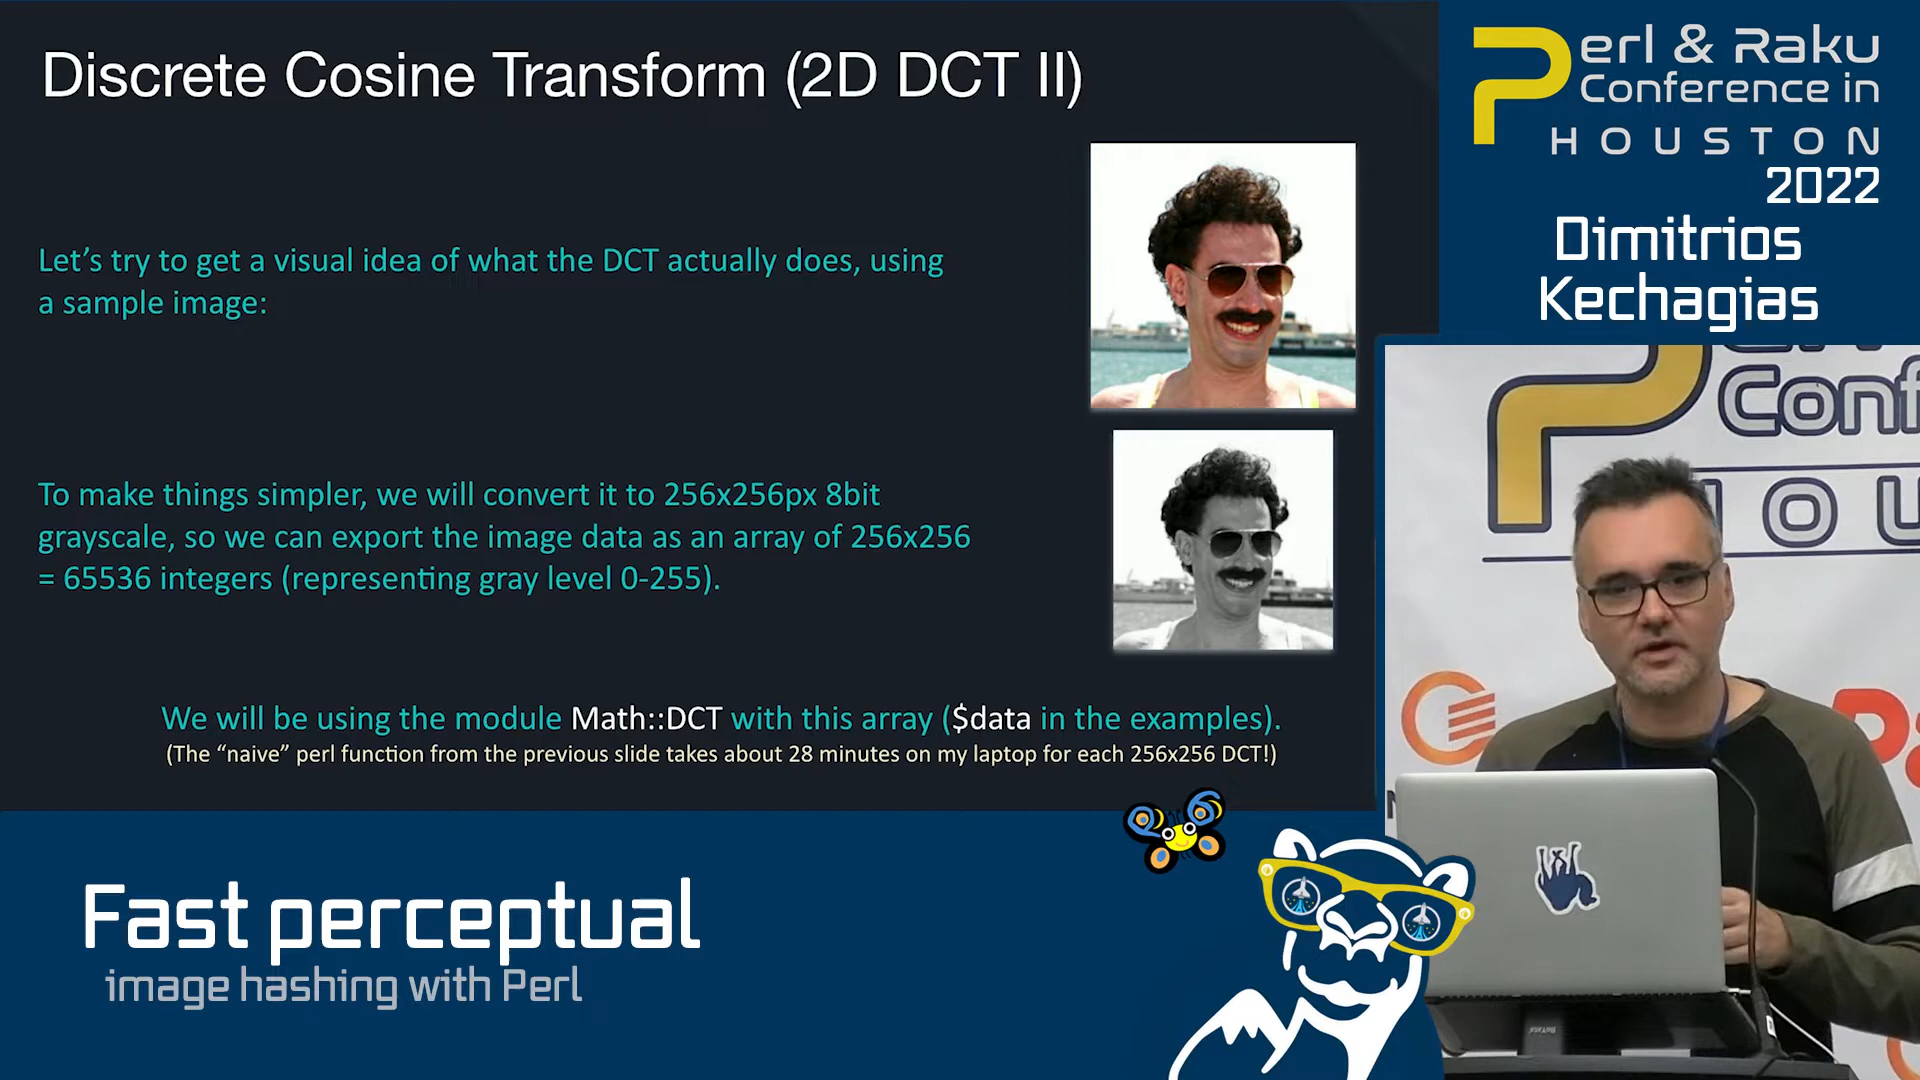 Discrete Cosine Transform (2D DCT II)
Let's try to get a visual idea of what the DCT actually does, using
a sample image:
To make things simpler, we will convert it to 256x256px 8bit
grayscale, so we can export the image data as an array of 256x256
= 65536 integers (representing gray level 0-255).
We will be using the module Math::DCT with this array ($data in the examples).
(The “naive” perl function from the previous slide takes about 28 minutes on my laptop for each 256x256 DCT!)
Perl & Raku
Conference in
HOUSTON
2022
Dimitrios
Kechagias
Conf
HOU
Fast perceptual
image hashing with Perl